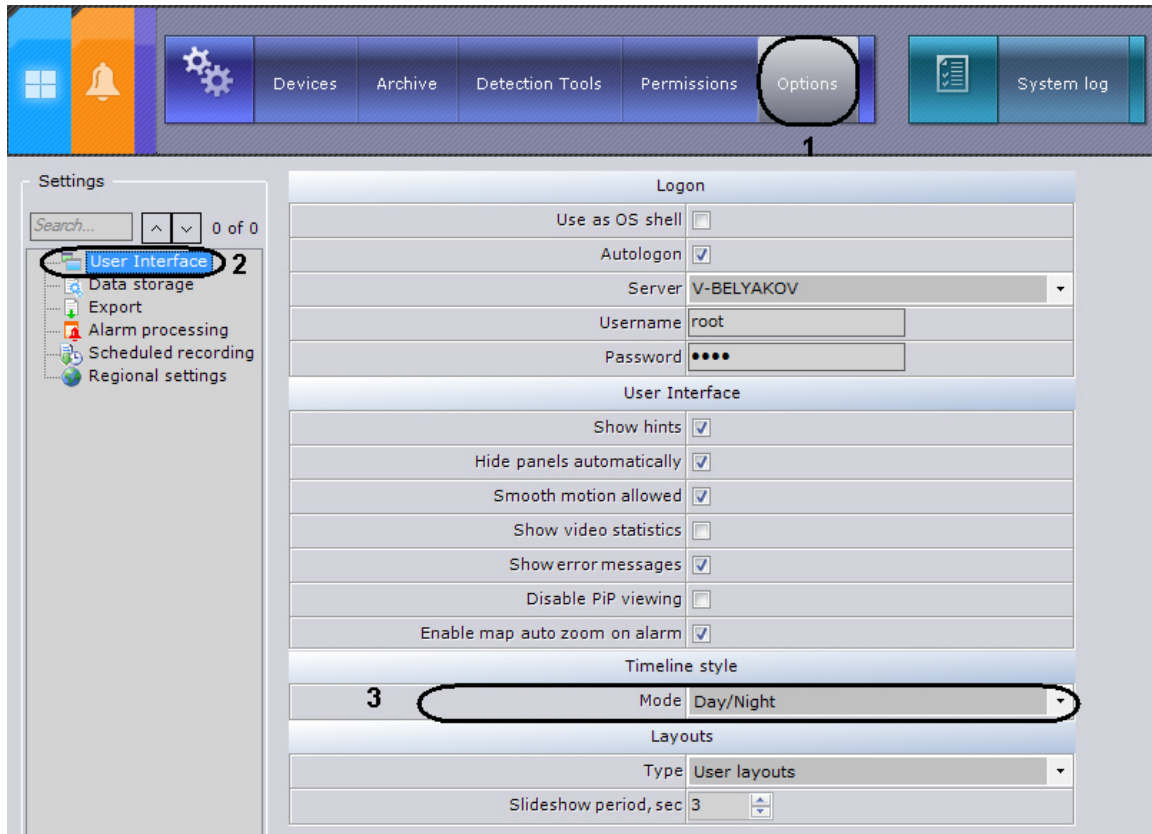 Devices Archive Detection Tools Permissions Options System log
1
Settings
Search... 0 of 0
User Interface 2
Data storage
Export
Alarm processing
Scheduled recording
Regional settings
Logon
Use as OS shell
Autologon
Server V-BELYAKOV
Username root
Password ••••
User Interface
Show hints
Hide panels automatically
Smooth motion allowed
Show video statistics
Show error messages
Disable PiP viewing
Enable map auto zoom on alarm
Timeline style
3 Mode Day/Night
Layouts
Type User layouts
Slideshow period, sec 3